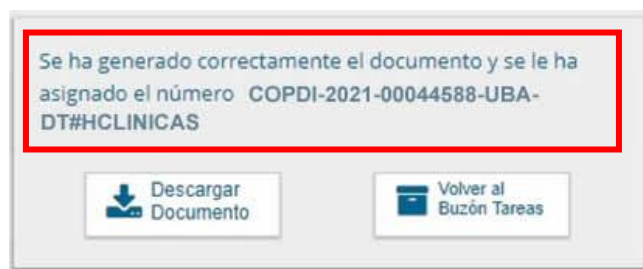 Se ha generado correctamente el documento y se le ha
asignado el número COPDI-2021-00044588-UBA-
DT#HCLINICAS
Descargar
Documento
Volver al
Buzón Tareas